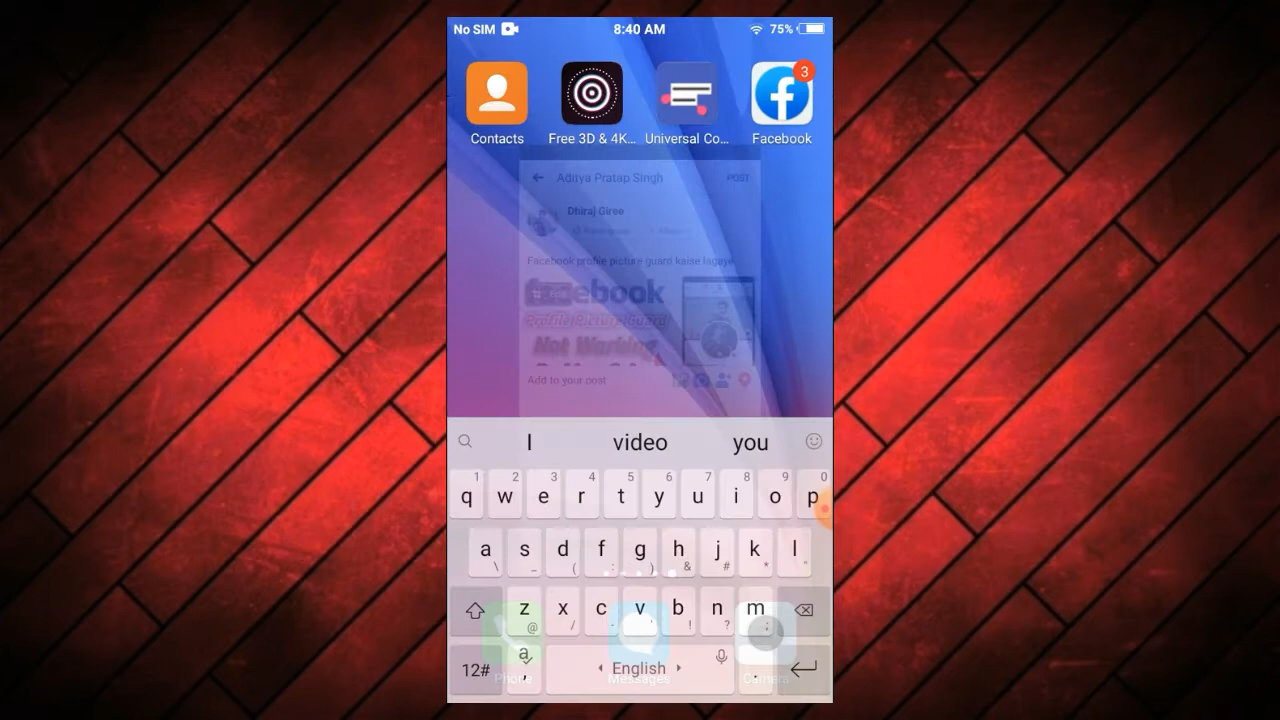 No SIM 8:40 AM 75%
3
Contacts Free 3D & 4K... Universal Co... Facebook
Aditya Pratap Singh POST
Dhiraj Giree
Facebook profile picture guard kaise lagaye
facebook
Profile Picture Guard
Not Working
Add to your post
I video you
1 2 3 4 5 6 7 8 9 0
q w e r t y u i o p
a s d f g h j k l
\ _ ( : ) & # * "
z x c v b n m
@ / - ' ! ? ;
12# a , English .
Phone Messages Camera